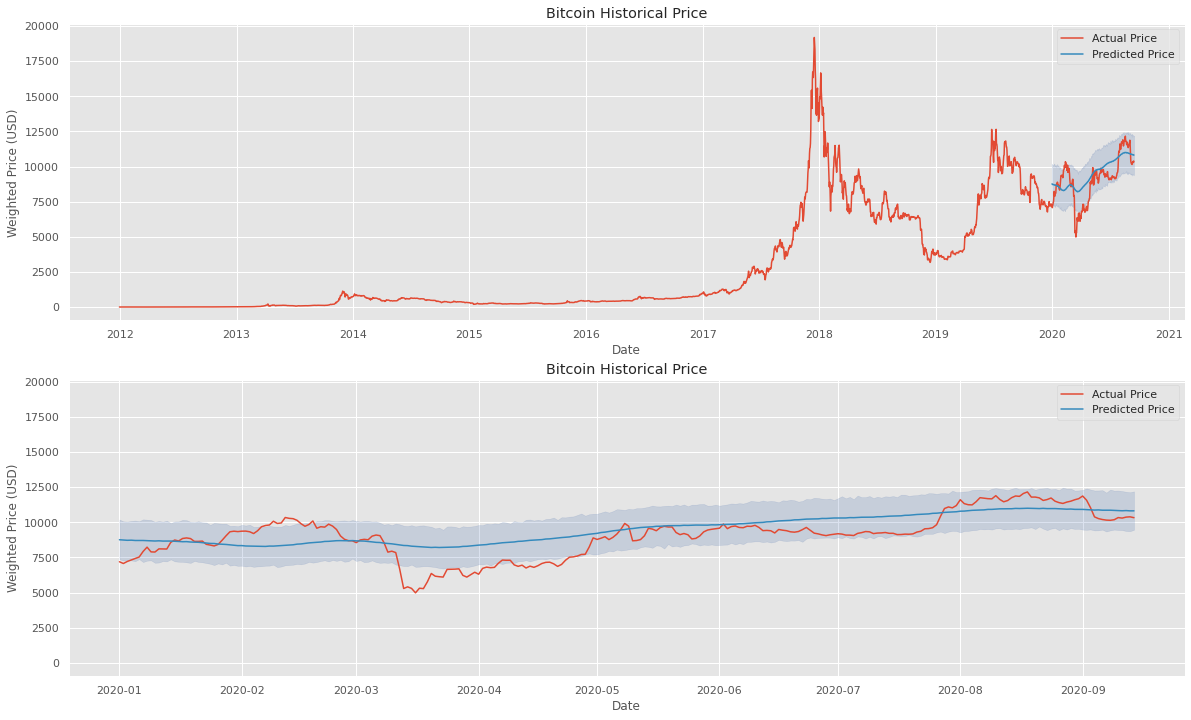 Bitcoin Historical Price
Weighted Price (USD)
20000
17500
15000
12500
10000
7500
5000
2500
0
Actual Price
Predicted Price
2012 2013 2014 2015 2016 2017 2018 2019 2020 2021
Date
Bitcoin Historical Price
Weighted Price (USD)
20000
17500
15000
12500
10000
7500
5000
2500
0
Actual Price
Predicted Price
2020-01 2020-02 2020-03 2020-04 2020-05 2020-06 2020-07 2020-08 2020-09
Date